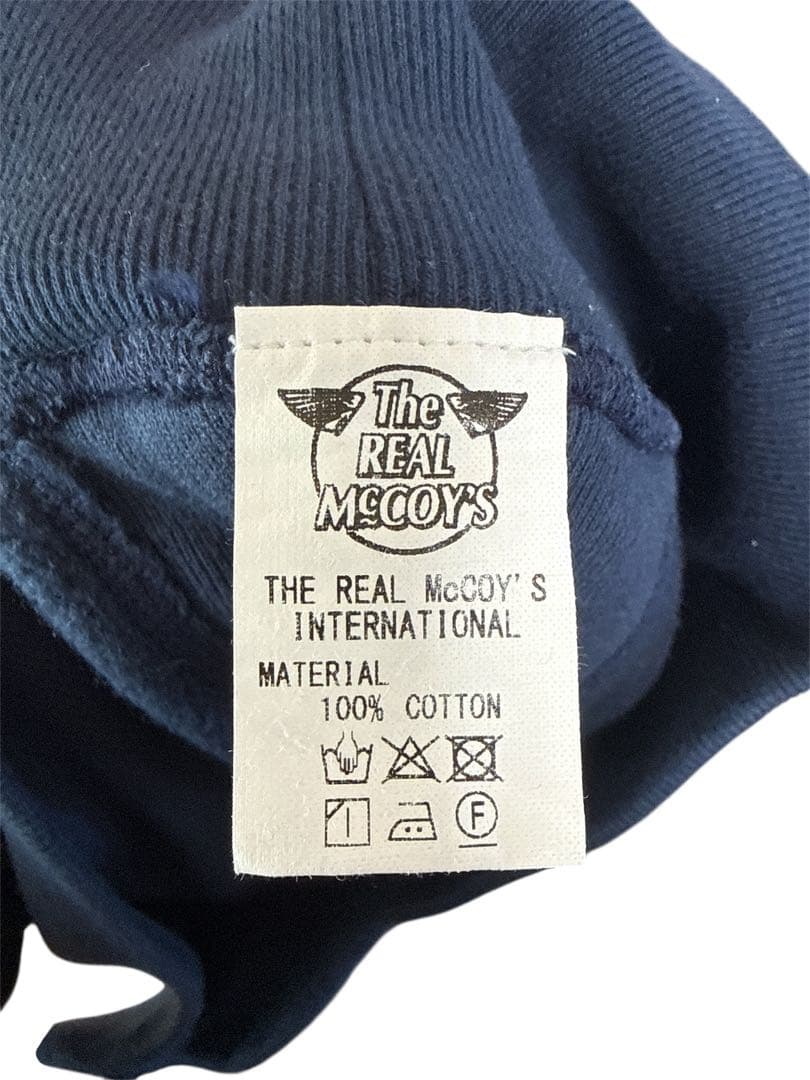 The
REAL
McCOY'S
THE REAL McCOY'S
INTERNATIONAL
MATERIAL
100% COTTON
F